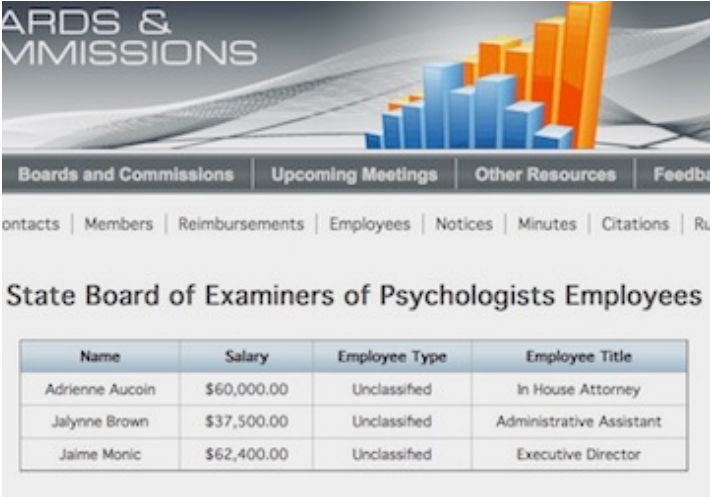 ARDS &
MMISSIONS
Boards and Commissions Upcoming Meetings Other Resources Feedba
ontacts | Members | Reimbursements | Employees | Notices | Minutes | Citations | Ru
State Board of Examiners of Psychologists Employees
Name Salary Employee Type Employee Title
Adrienne Aucoin $60,000.00 Unclassified In House Attorney
Jalynne Brown $37,500.00 Unclassified Administrative Assistant
Jaime Monic $62,400.00 Unclassified Executive Director